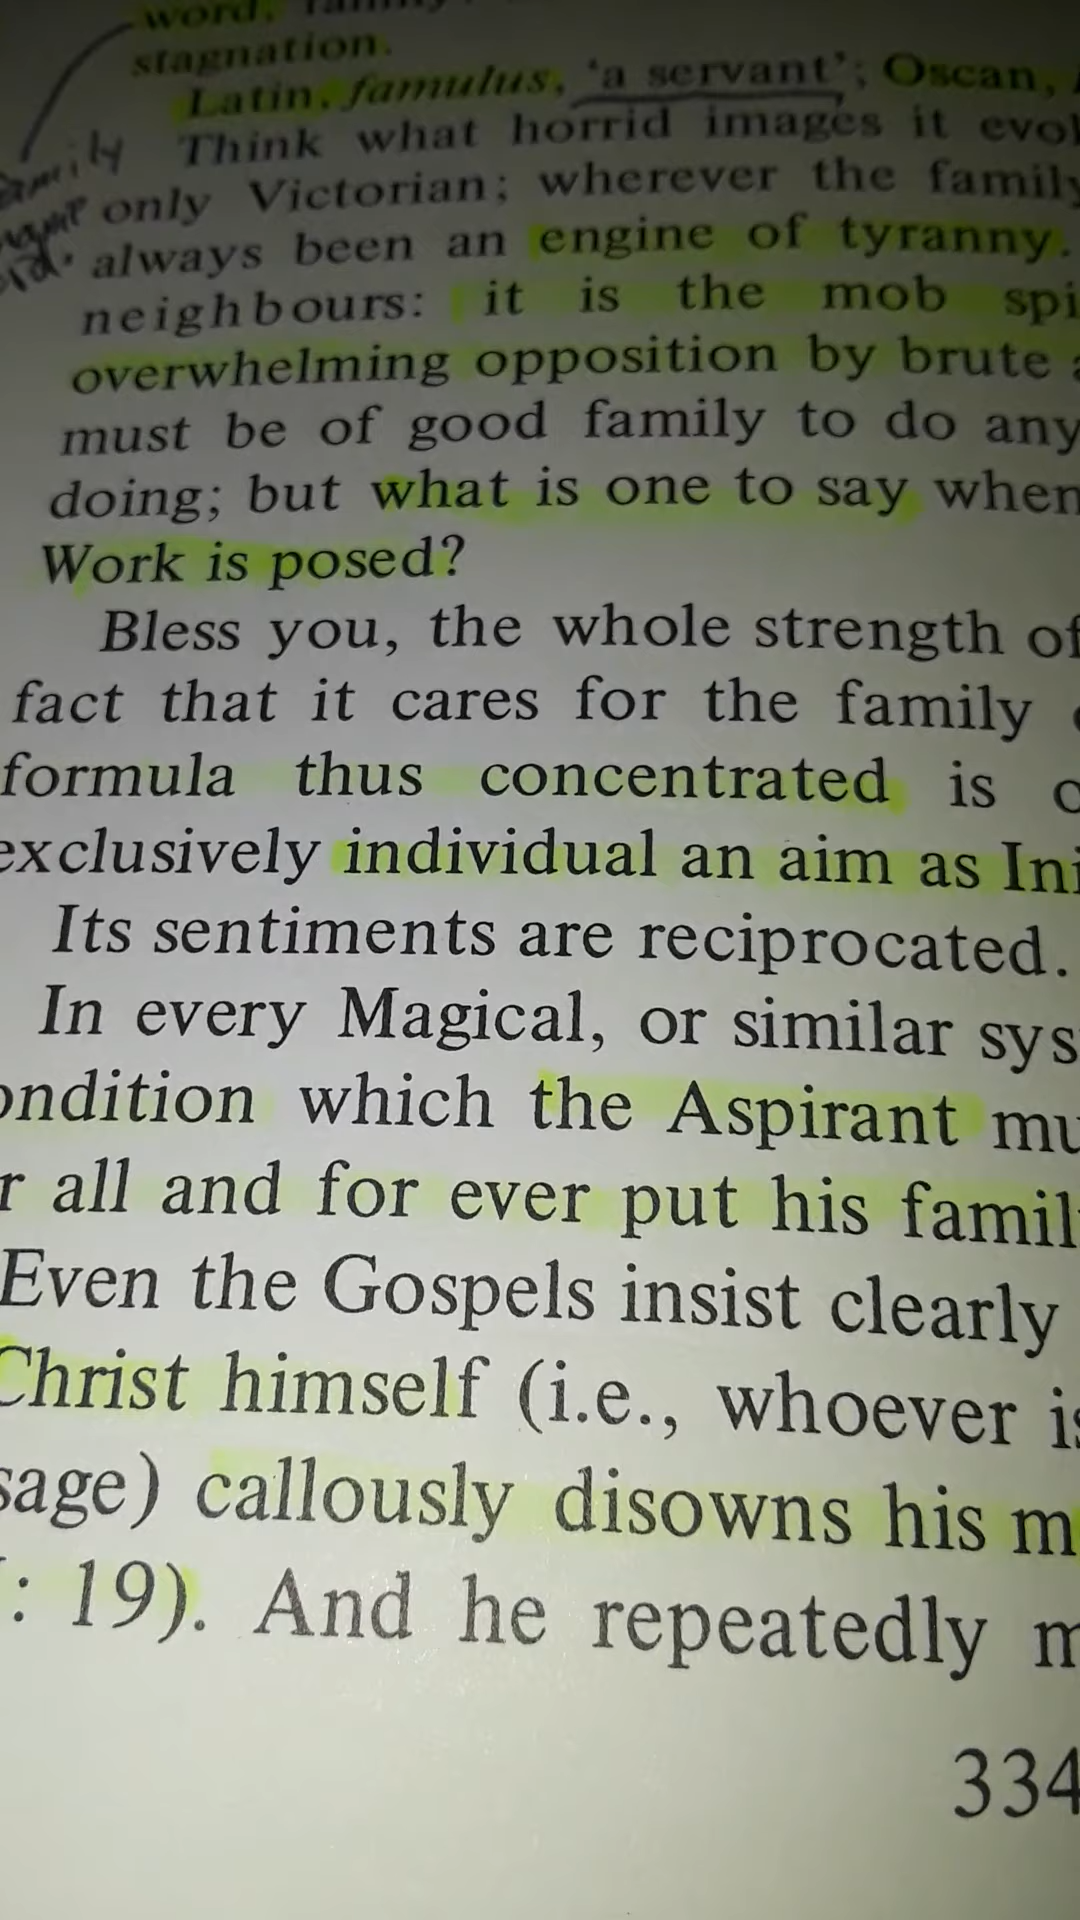 word,
stagnation.
Latin, famulus, 'a servant'; Oscan,
Think what horrid images it evok
only Victorian; wherever the family
always been an engine of tyranny.
neighbours: it is the mob spi
overwhelming opposition by brute a
must be of good family to do any
doing; but what is one to say when
Work is posed?
Bless you, the whole strength of
fact that it cares for the family
formula thus concentrated is
exclusively individual an aim as Ini
Its sentiments are reciprocated.
In every Magical, or similar sys
ondition which the Aspirant mu
r all and for ever put his famil
Even the Gospels insist clearly
Christ himself (i.e., whoever is
sage) callously disowns his m
: 19). And he repeatedly m
334